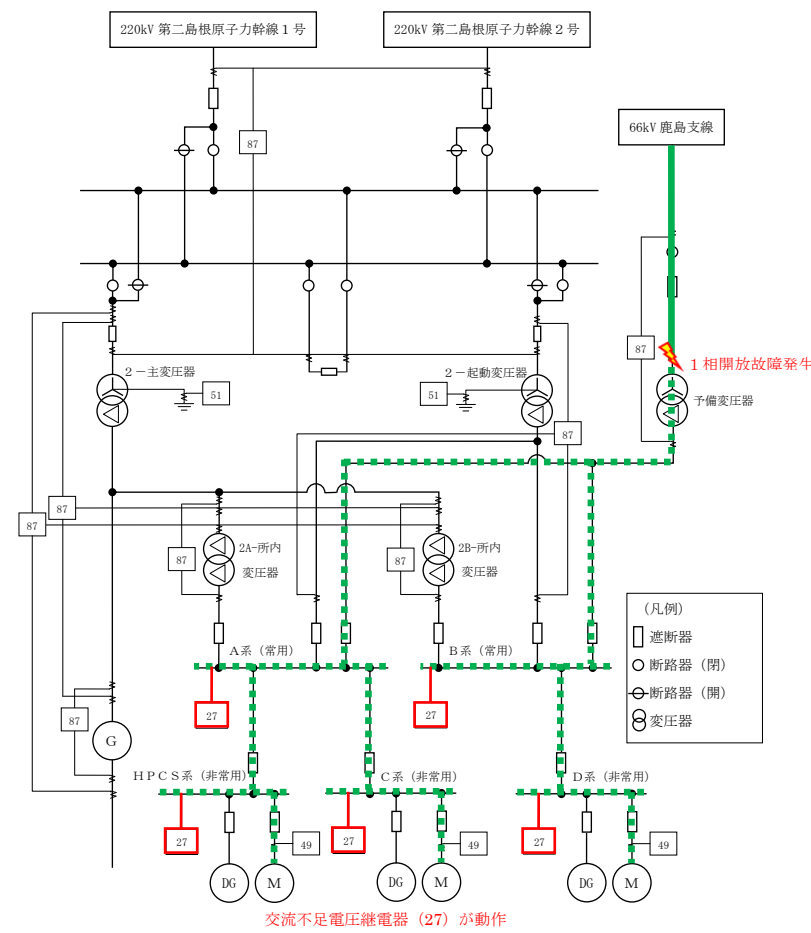 220kV 第二島根原子力幹線１号
220kV 第二島根原子力幹線２号
66kV 鹿島支線
87
87
1 相開放故障発生
２－主変圧器
２－起動変圧器
予備変圧器
51
51
87
87
87
2A-所内
変圧器
87
2B-所内
変圧器
87
(凡例)
遮断器
断路器（閉）
断路器（開）
変圧器
Ａ系（常用）
Ｂ系（常用）
27
27
87
G
ＨＰＣＳ系（非常用）
Ｃ系（非常用）
Ｄ系（非常用）
27
49
27
49
27
49
DG
M
DG
M
DG
M
交流不足電圧継電器（27）が動作